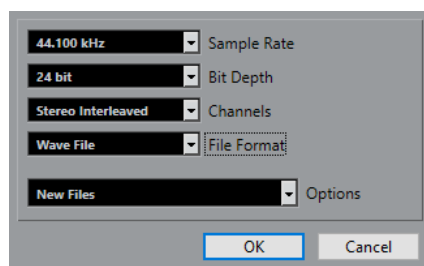 44.100 kHz Sample Rate
24 bit Bit Depth
Stereo Interleaved Channels
Wave File File Format
New Files Options
OK Cancel